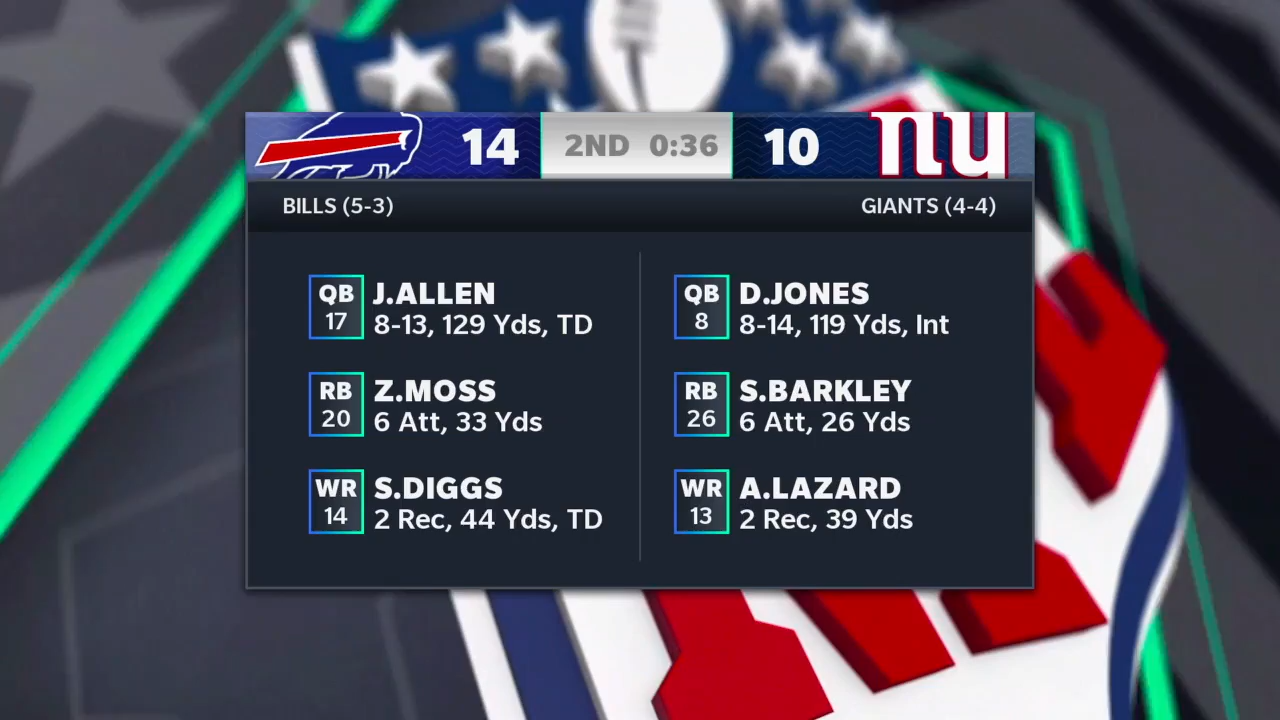 14 2ND 0:36 10 ny
BILLS (5-3) GIANTS (4-4)
QB 17 J.ALLEN
8-13, 129 Yds, TD
RB 20 Z.MOSS
6 Att, 33 Yds
WR 14 S.DIGGS
2 Rec, 44 Yds, TD
QB 8 D.JONES
8-14, 119 Yds, Int
RB 26 S.BARKLEY
6 Att, 26 Yds
WR 13 A.LAZARD
2 Rec, 39 Yds